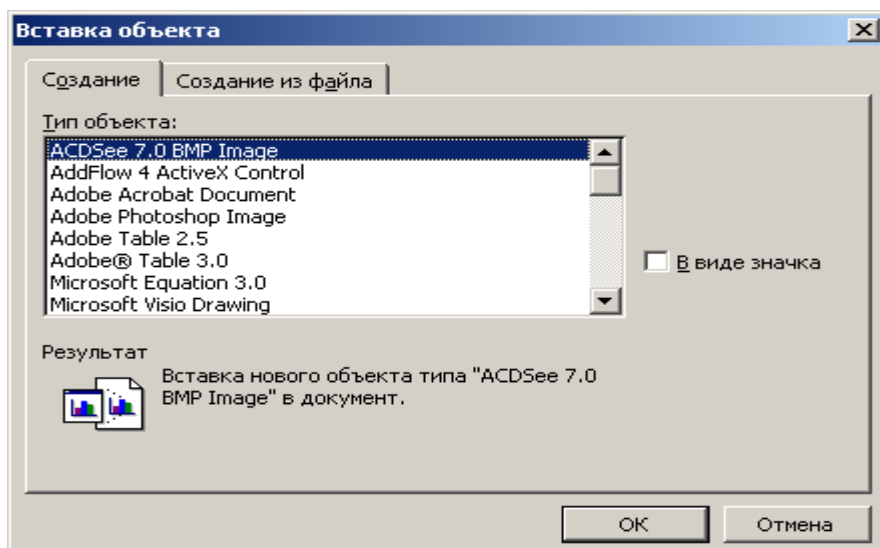 Вставка объекта
Создание
Создание из файла
Тип объекта:
ACDSee 7.0 BMP Image
AddFlow 4 ActiveX Control
Adobe Acrobat Document
Adobe Photoshop Image
Adobe Table 2.5
Adobe® Table 3.0
Microsoft Equation 3.0
Microsoft Visio Drawing
В виде значка
Результат
Вставка нового объекта типа "ACDSee 7.0
BMP Image" в документ.
ОК
Отмена